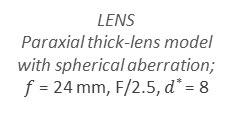 LENS
Paraxial thick-lens model
with spherical aberration;
f = 24 mm, F/2.5, d* = 8